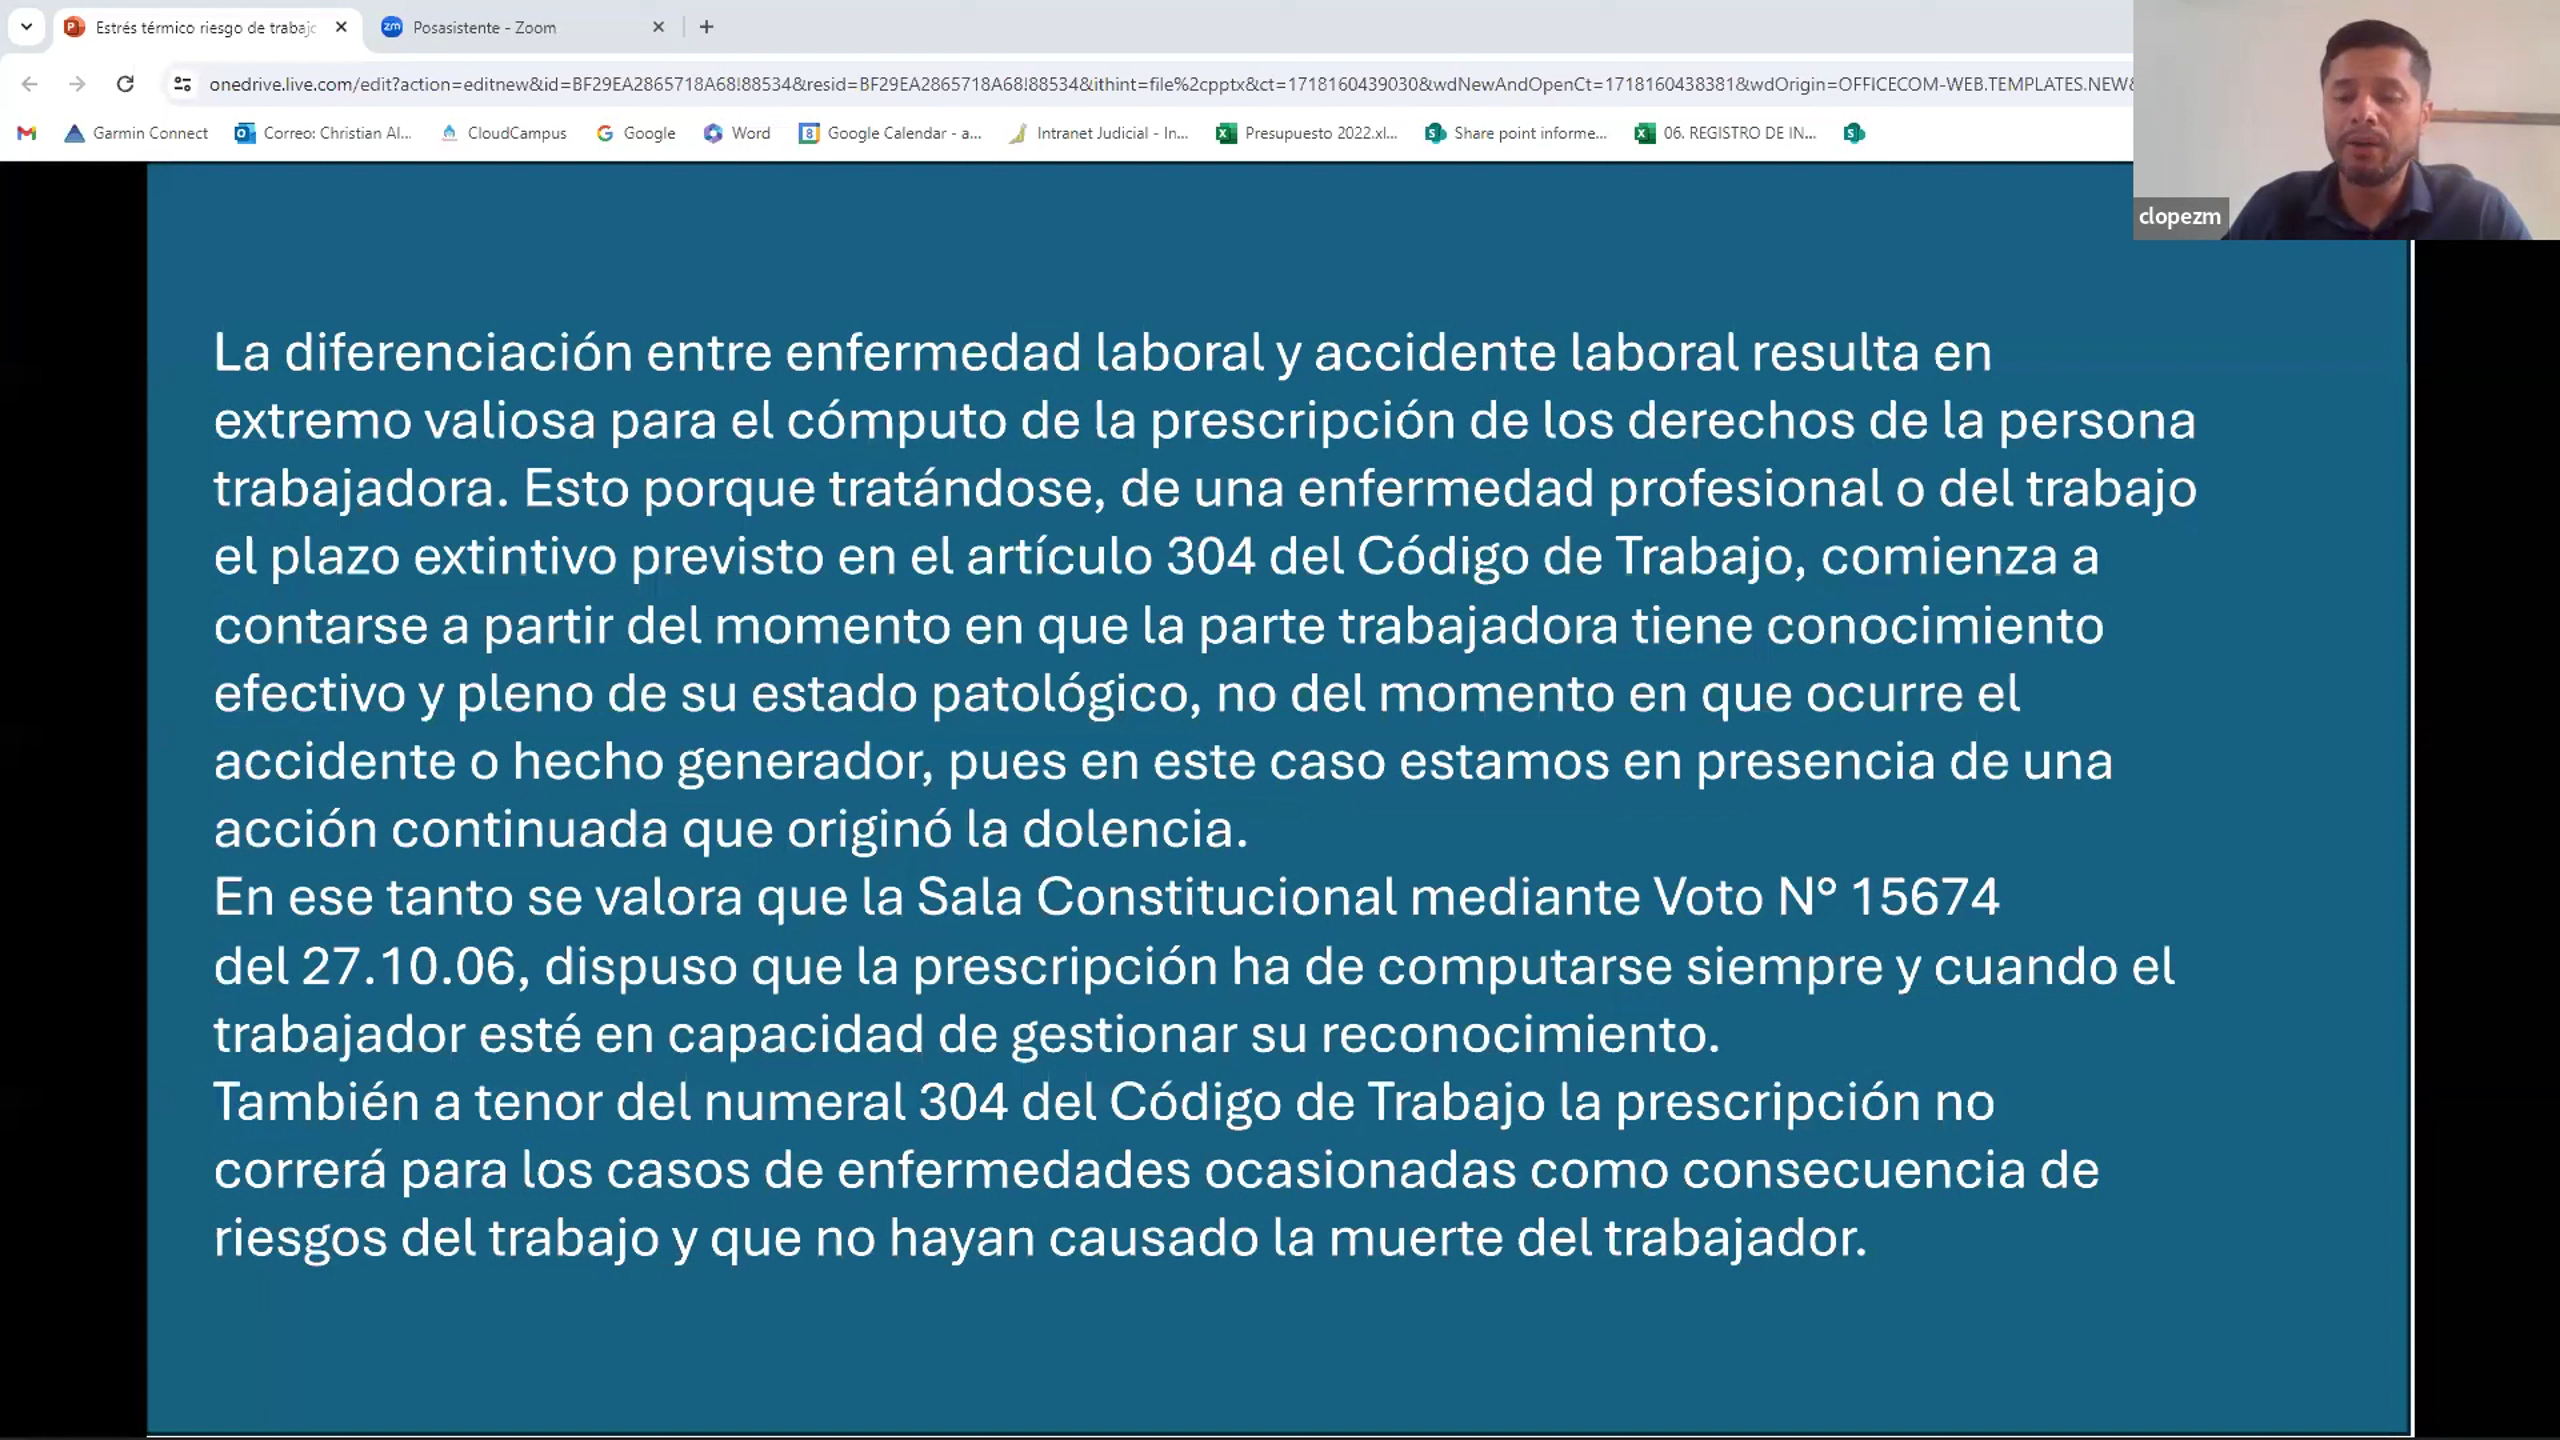 Estrés térmico riesgo de trabajo
Posasistente - Zoom
onedrive.live.com/edit?action=editnew&id=BF29EA2865718A68!88534&resid=BF29EA2865718A68!88534&ithint=file%2cpptx&ct=1718160439030&wdNewAndOpenCt=1718160438381&wdOrigin=OFFICECOM-WEB.TEMPLATES.NEW&
Garmin Connect
Correo: Christian Al...
CloudCampus
Google
Word
Google Calendar - a...
Intranet Judicial - In...
Presupuesto 2022.xl...
Share point informe...
06. REGISTRO DE IN...
clopezm
La diferenciación entre enfermedad laboral y accidente laboral resulta en
extremo valiosa para el cómputo de la prescripción de los derechos de la persona
trabajadora. Esto porque tratándose, de una enfermedad profesional o del trabajo
el plazo extintivo previsto en el artículo 304 del Código de Trabajo, comienza a
contarse a partir del momento en que la parte trabajadora tiene conocimiento
efectivo y pleno de su estado patológico, no del momento en que ocurre el
accidente o hecho generador, pues en este caso estamos en presencia de una
acción continuada que originó la dolencia.
En ese tanto se valora que la Sala Constitucional mediante Voto N° 15674
del 27.10.06, dispuso que la prescripción ha de computarse siempre y cuando el
trabajador esté en capacidad de gestionar su reconocimiento.
También a tenor del numeral 304 del Código de Trabajo la prescripción no
correrá para los casos de enfermedades ocasionadas como consecuencia de
riesgos del trabajo y que no hayan causado la muerte del trabajador.